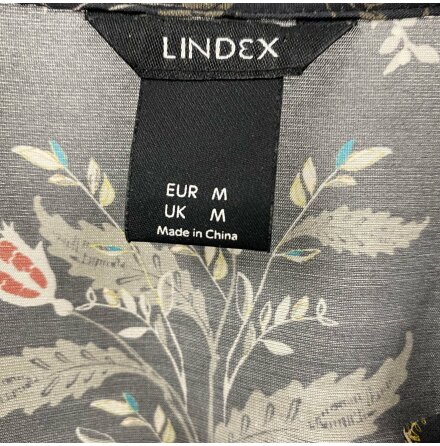 LINDEX
EUR M
UK M
Made in China